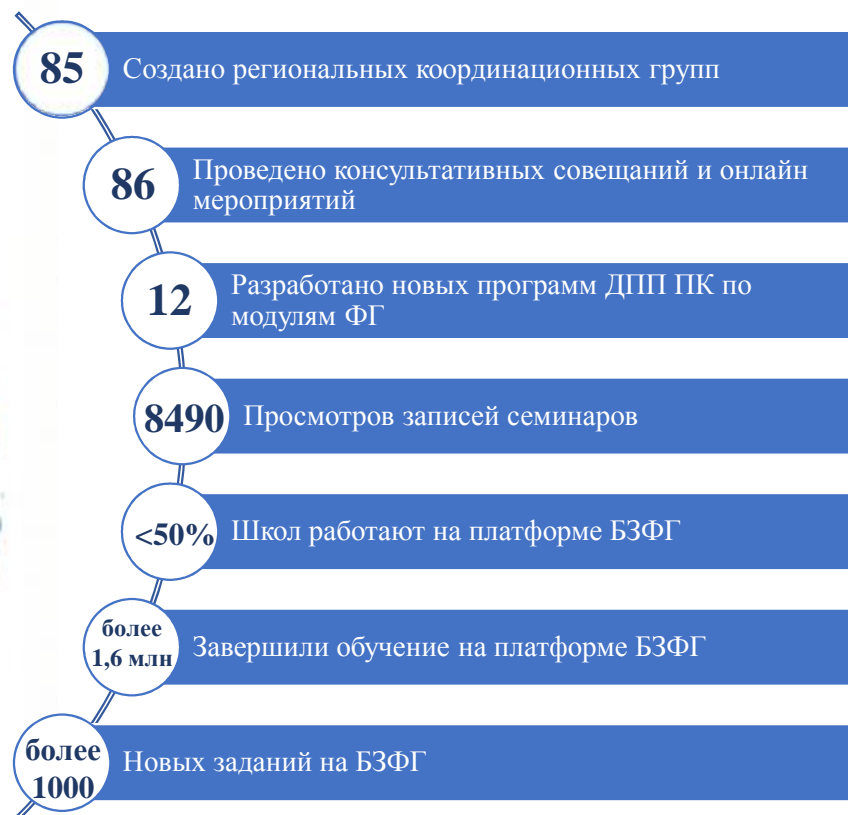 85
Создано региональных координационных групп
86
Проведено консультативных совещаний и онлайн
мероприятий
12
Разработано новых программ ДПП ПК по
модулям ФГ
8490
Просмотров записей семинаров
<50%
Школ работают на платформе БЗФГ
более
1,6 млн
Завершили обучение на платформе БЗФГ
более
1000
Новых заданий на БЗФГ